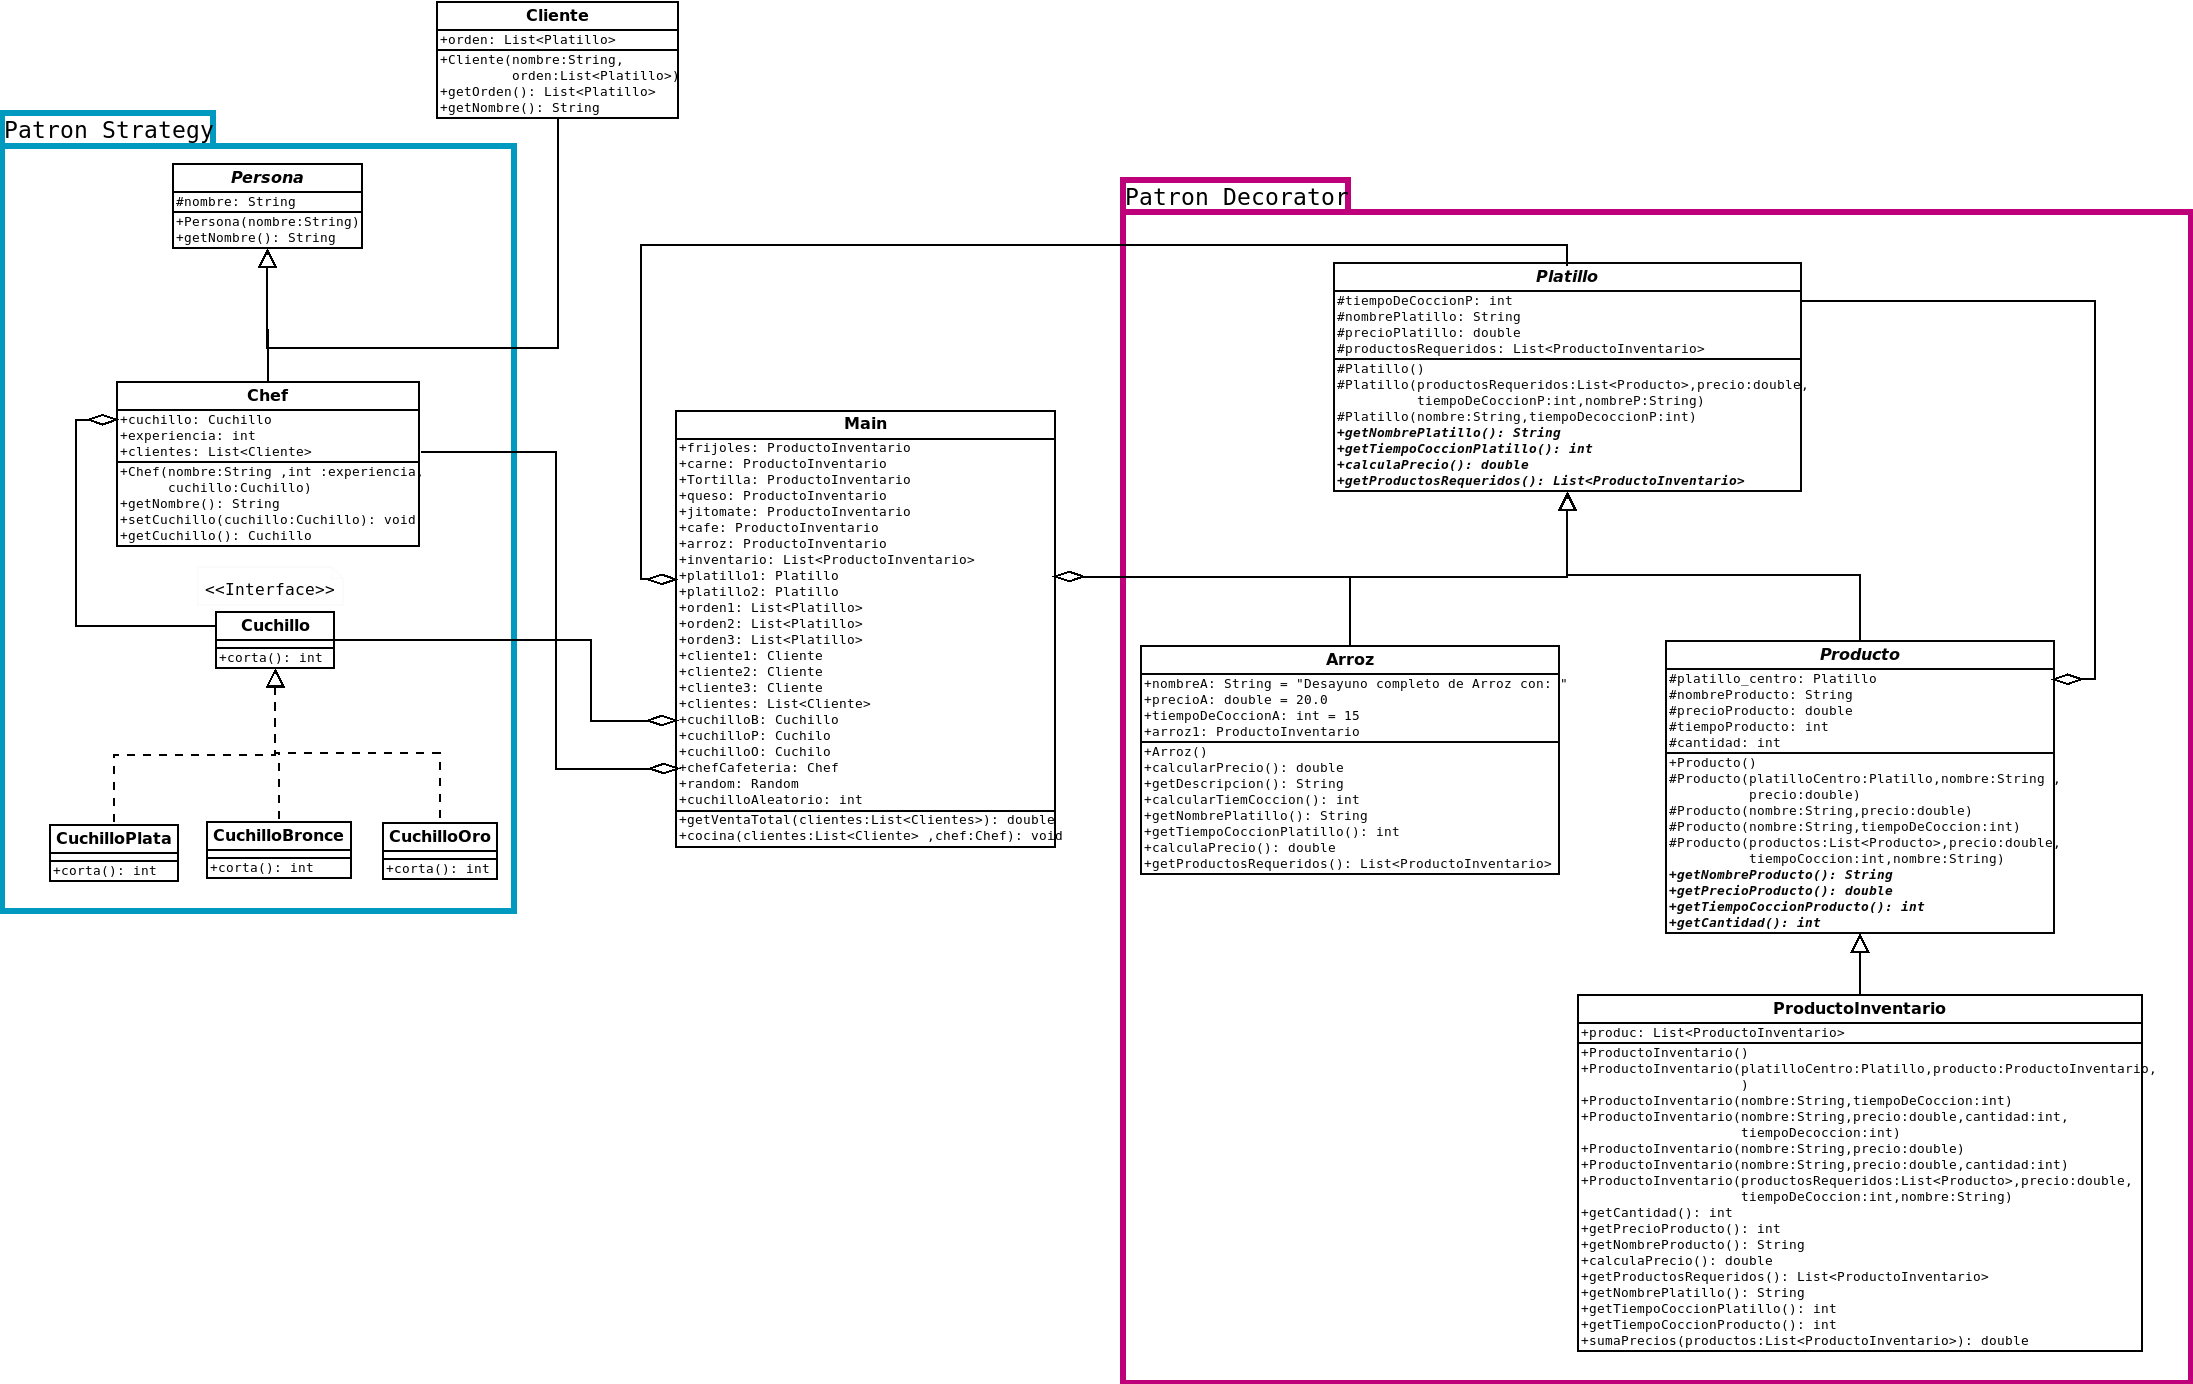 Cliente
+orden: List<Platillo>
+Cliente(nombre:String,
orden:List<Platillo>)
+getOrden(): List<Platillo>
+getNombre(): String
Patron Strategy
Persona
#nombre: String
+Persona(nombre:String)
+getNombre(): String
Chef
+cuchillo: Cuchillo
+experiencia: int
+clientes: List<Cliente>
+Chef(nombre:String ,int :experiencia,
cuchillo:Cuchillo)
+getNombre(): String
+setCuchillo(cuchillo:Cuchillo): void
+getCuchillo(): Cuchillo
<<Interface>>
Cuchillo
+corta(): int
CuchilloPlata
+corta(): int
CuchilloBronce
+corta(): int
CuchilloOro
+corta(): int
Main
+frijoles: ProductoInventario
+carne: ProductoInventario
+Tortilla: ProductoInventario
+queso: ProductoInventario
+jitomate: ProductoInventario
+cafe: ProductoInventario
+arroz: ProductoInventario
+inventario: List<ProductoInventario>
+platillo1: Platillo
+platillo2: Platillo
+orden1: List<Platillo>
+orden2: List<Platillo>
+orden3: List<Platillo>
+cliente1: Cliente
+cliente2: Cliente
+cliente3: Cliente
+clientes: List<Cliente>
+cuchilloB: Cuchillo
+cuchilloP: Cuchilo
+cuchilloO: Cuchilo
+chefCafeteria: Chef
+random: Random
+cuchilloAleatorio: int
+getVentaTotal(clientes:List<Clientes>): double
+cocina(clientes:List<Cliente> ,chef:Chef): void
Patron Decorator
Platillo
#tiempoDeCoccionP: int
#nombrePlatillo: String
#precioPlatillo: double
#productosRequeridos: List<ProductoInventario>
#Platillo()
#Platillo(productosRequeridos:List<Producto>,precio:double,
tiempoDeCoccionP:int,nombreP:String)
#Platillo(nombre:String,tiempoDecoccionP:int)
+getNombrePlatillo(): String
+getTiempoCoccionPlatillo(): int
+calculaPrecio(): double
+getProductosRequeridos(): List<ProductoInventario>
Arroz
+nombreA: String = "Desayuno completo de Arroz con: "
+precioA: double = 20.0
+tiempoDeCoccionA: int = 15
+arroz1: ProductoInventario
+Arroz()
+calcularPrecio(): double
+getDescripcion(): String
+calcularTiemCoccion(): int
+getNombrePlatillo(): String
+getTiempoCoccionPlatillo(): int
+calculaPrecio(): double
+getProductosRequeridos(): List<ProductoInventario>
Producto
#platillo_centro: Platillo
#nombreProducto: String
#precioProducto: double
#tiempoProducto: int
#cantidad: int
+Producto()
#Producto(platilloCentro:Platillo,nombre:String ,
precio:double)
#Producto(nombre:String,precio:double)
#Producto(nombre:String,tiempoDeCoccion:int)
#Producto(productos:List<Producto>,precio:double,
tiempoCoccion:int,nombre:String)
+getNombreProducto(): String
+getPrecioProducto(): double
+getTiempoCoccionProducto(): int
+getCantidad(): int
ProductoInventario
+produc: List<ProductoInventario>
+ProductoInventario()
+ProductoInventario(platilloCentro:Platillo,producto:ProductoInventario,
)
+ProductoInventario(nombre:String,tiempoDeCoccion:int)
+ProductoInventario(nombre:String,precio:double,cantidad:int,
tiempoDecoccion:int)
+ProductoInventario(nombre:String,precio:double)
+ProductoInventario(nombre:String,precio:double,cantidad:int)
+ProductoInventario(productosRequeridos:List<Producto>,precio:double,
tiempoDeCoccion:int,nombre:String)
+getCantidad(): int
+getPrecioProducto(): int
+getNombreProducto(): String
+calculaPrecio(): double
+getProductosRequeridos(): List<ProductoInventario>
+getNombrePlatillo(): String
+getTiempoCoccionPlatillo(): int
+getTiempoCoccionProducto(): int
+sumaPrecios(productos:List<ProductoInventario>): double